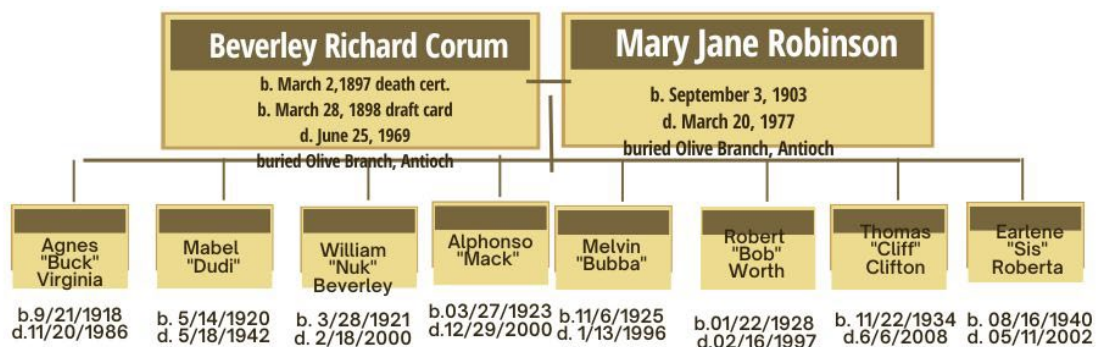 Beverley Richard Corum
b. March 2,1897 death cert.
b. March 28, 1898 draft card
d. June 25, 1969
buried Olive Branch, Antioch
Mary Jane Robinson
b. September 3, 1903
d. March 20, 1977
buried Olive Branch, Antioch
Agnes
"Buck"
Virginia
b.9/21/1918
d.11/20/1986
Mabel
"Dudi"
b. 5/14/1920
d. 5/18/1942
William
"Nuk"
Beverley
b. 3/28/1921
d. 2/18/2000
Alphonso
"Mack"
b.03/27/1923
d.12/29/2000
Melvin
"Bubba"
b.11/6/1925
d. 1/13/1996
Robert
"Bob"
Worth
b.01/22/1928
d.02/16/1997
Thomas
"Cliff"
Clifton
b. 11/22/1934
d.6/6/2008
Earlene
"Sis"
Roberta
b. 08/16/1940
d. 05/11/2002